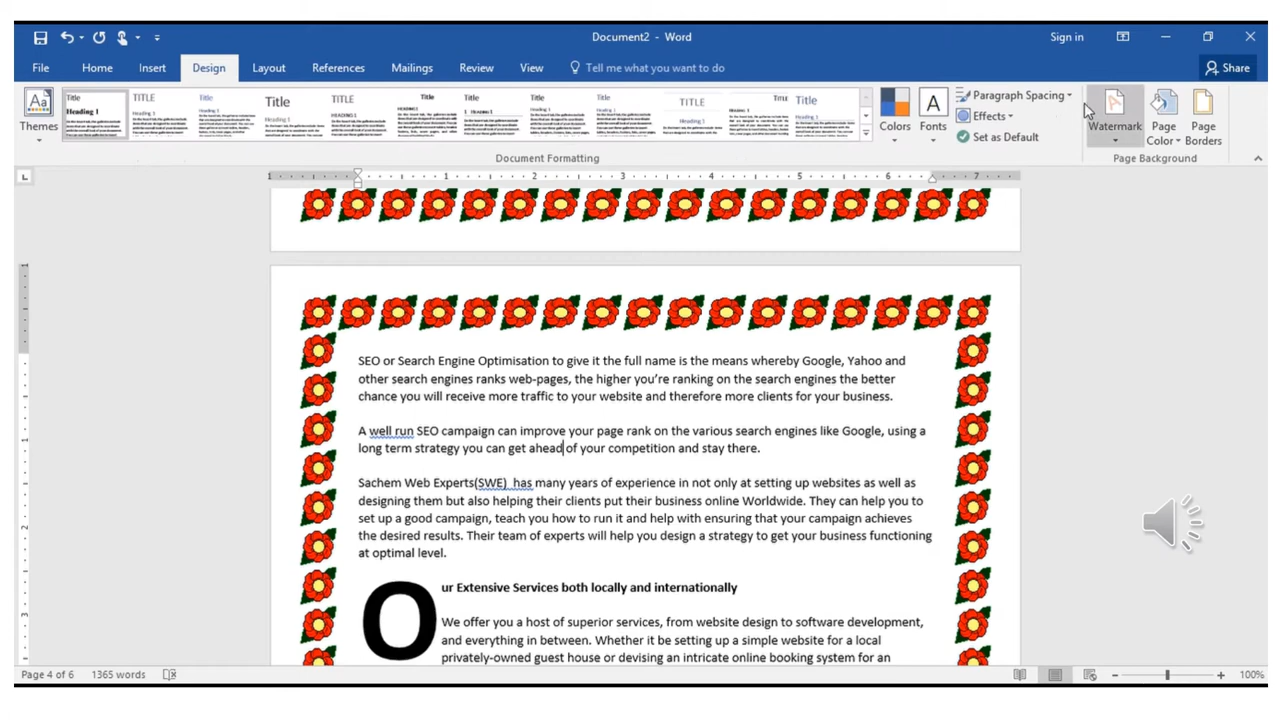 Document2 - Word
Sign in
File Home Insert Design Layout References Mailings Review View Tell me what you want to do Share
Themes
Title Heading 1
TITLE Heading 1
Title Heading 1
Title Heading 1
TITLE HEADING 1
Title HEADING 1
Title 1 HEADING 1
Title Heading 1
Title Heading 1
TITLE Heading 1
Title
Title Heading 1
Colors
Fonts
Paragraph Spacing
Effects
Set as Default
Watermark
Page Color
Page Borders
Document Formatting
Page Background
1 1 2 3 4 5 6 7
SEO or Search Engine Optimisation to give it the full name is the means whereby Google, Yahoo and
other search engines ranks web-pages, the higher you're ranking on the search engines the better
chance you will receive more traffic to your website and therefore more clients for your business.
A well run SEO campaign can improve your page rank on the various search engines like Google, using a
long term strategy you can get ahead of your competition and stay there.
Sachem Web Experts(SWE)  has many years of experience in not only at setting up websites as well as
designing them but also helping their clients put their business online Worldwide. They can help you to
set up a good campaign, teach you how to run it and help with ensuring that your campaign achieves
the desired results. Their team of experts will help you design a strategy to get your business functioning
at optimal level.
Our Extensive Services both locally and internationally
We offer you a host of superior services, from website design to software development,
and everything in between. Whether it be setting up a simple website for a local
privately-owned guest house or devising an intricate online booking system for an
Page 4 of 6 1365 words
100%